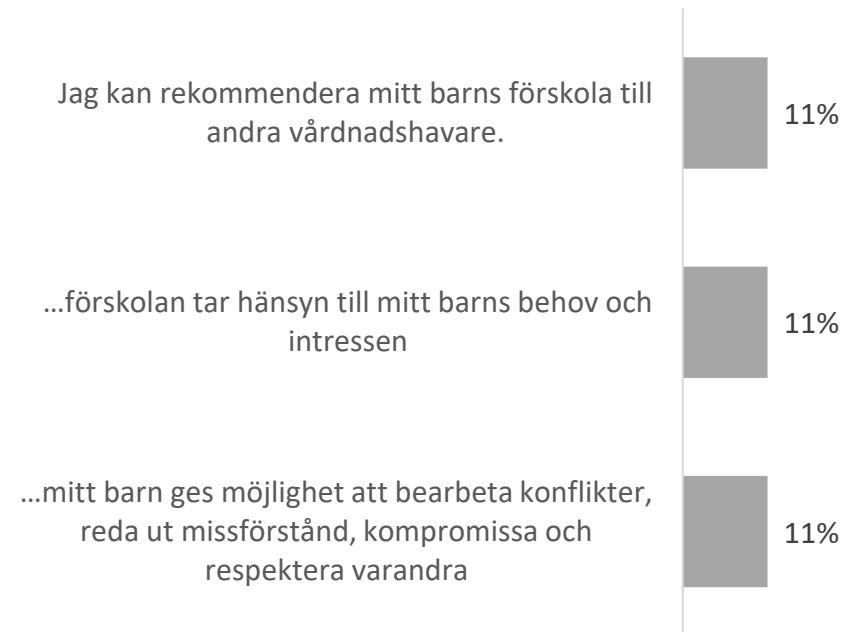 Jag kan rekommendera mitt barns förskola till
andra vårdnadshavare.
11%
…förskolan tar hänsyn till mitt barns behov och
intressen
11%
…mitt barn ges möjlighet att bearbeta konflikter,
reda ut missförstånd, kompromissa och
respektera varandra
11%